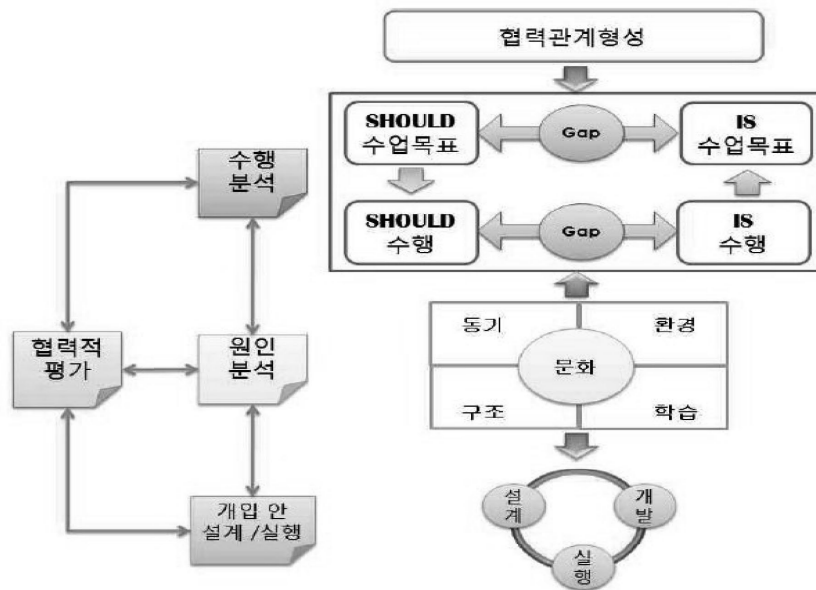 협력관계형성
SHOULD
수업목표
Gap
IS
수업목표
SHOULD
수행
Gap
IS
수행
동기
환경
문화
구조
학습
설계
개발
실행
수행
분석
협력적
평가
원인
분석
개입 안
설계 /실행